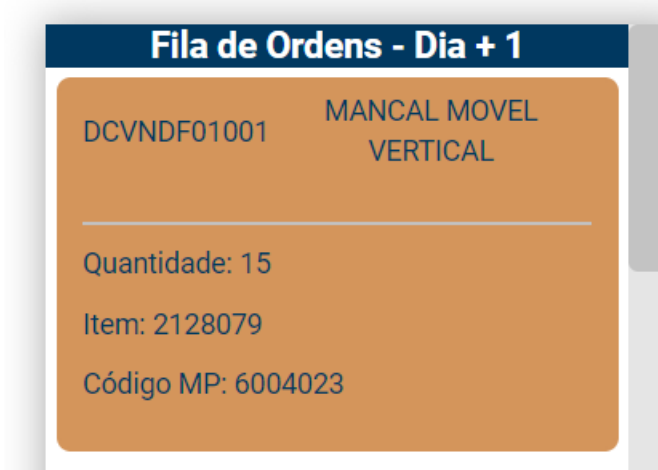 Fila de Ordens - Dia + 1
DCVNDF01001
MANCAL MOVEL
VERTICAL
Quantidade: 15
Item: 2128079
Código MP: 6004023